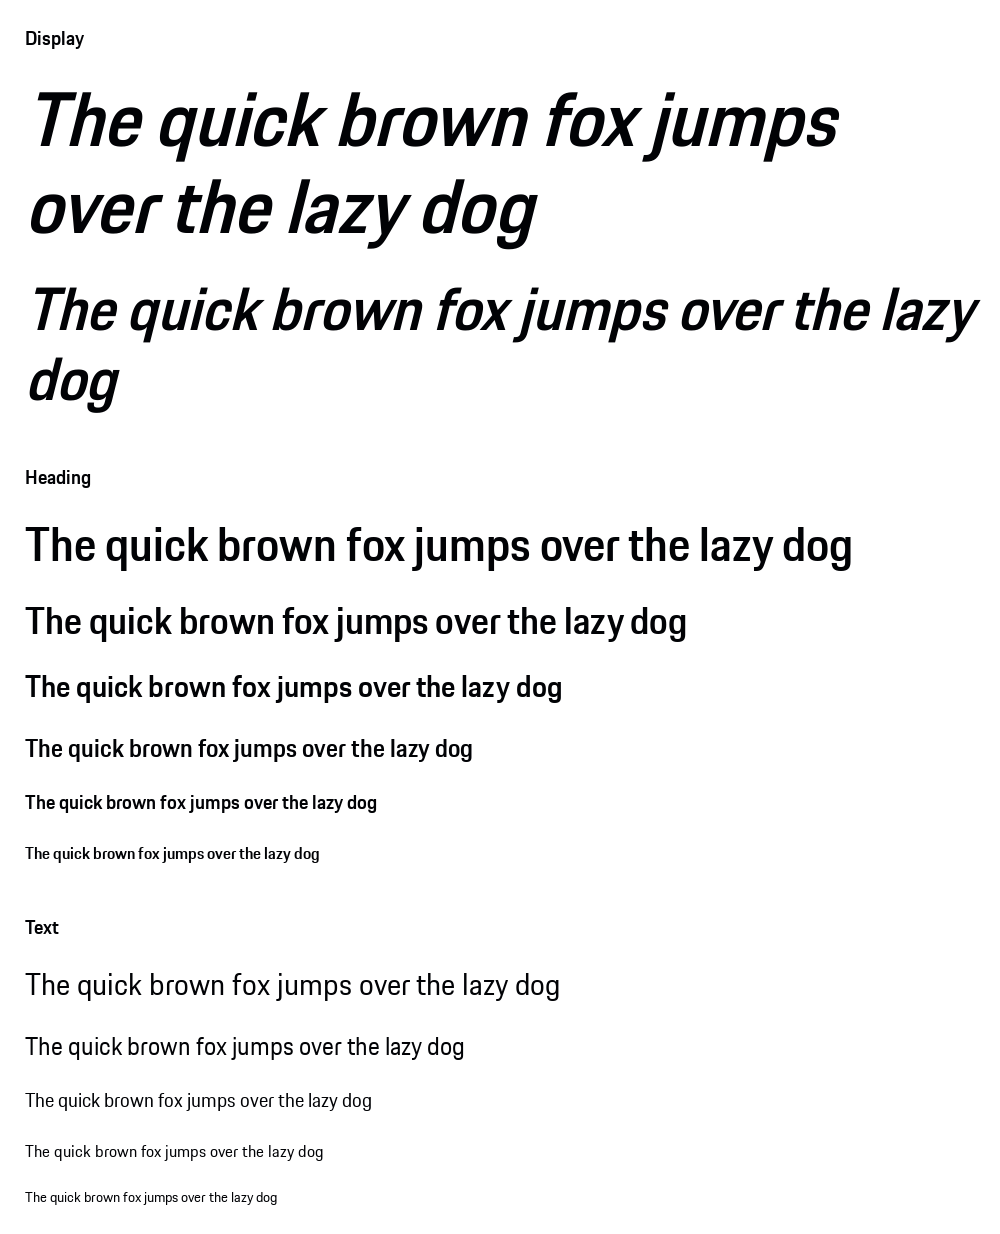 Display
The quick brown fox jumps
over the lazy dog
The quick brown fox jumps over the lazy
dog
Heading
The quick brown fox jumps over the lazy dog
The quick brown fox jumps over the lazy dog
The quick brown fox jumps over the lazy dog
The quick brown fox jumps over the lazy dog
The quick brown fox jumps over the lazy dog
The quick brown fox jumps over the lazy dog
Text
The quick brown fox jumps over the lazy dog
The quick brown fox jumps over the lazy dog
The quick brown fox jumps over the lazy dog
The quick brown fox jumps over the lazy dog
The quick brown fox jumps over the lazy dog